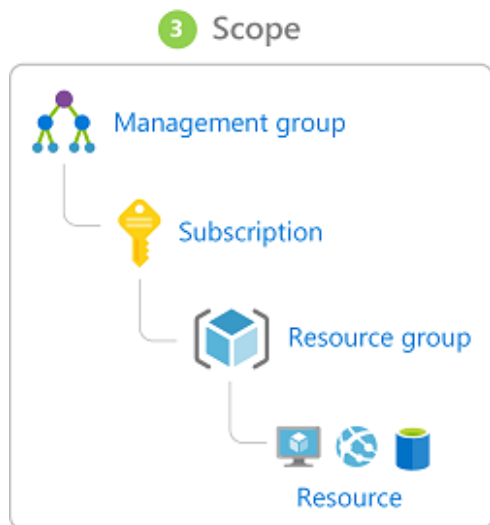 3 Scope
Management group
Subscription
Resource group
Resource